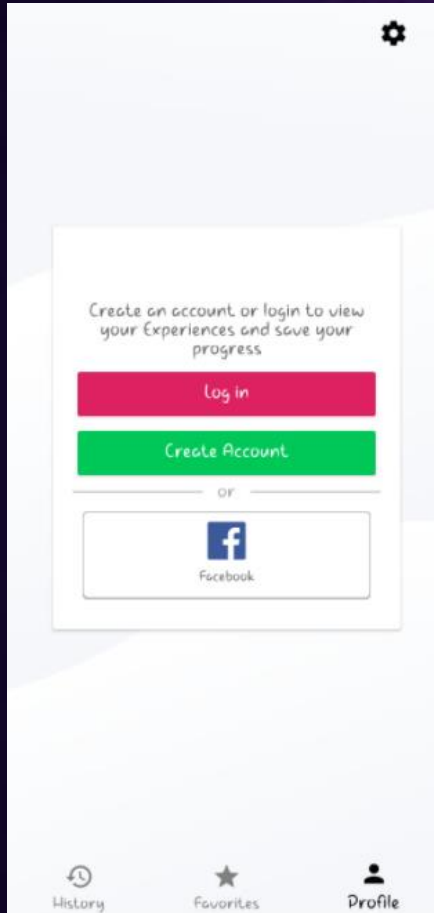 Create an account or login to view
your Experiences and save your
progress
Log in
Create Account
or
Facebook
History
Favorites
Profile